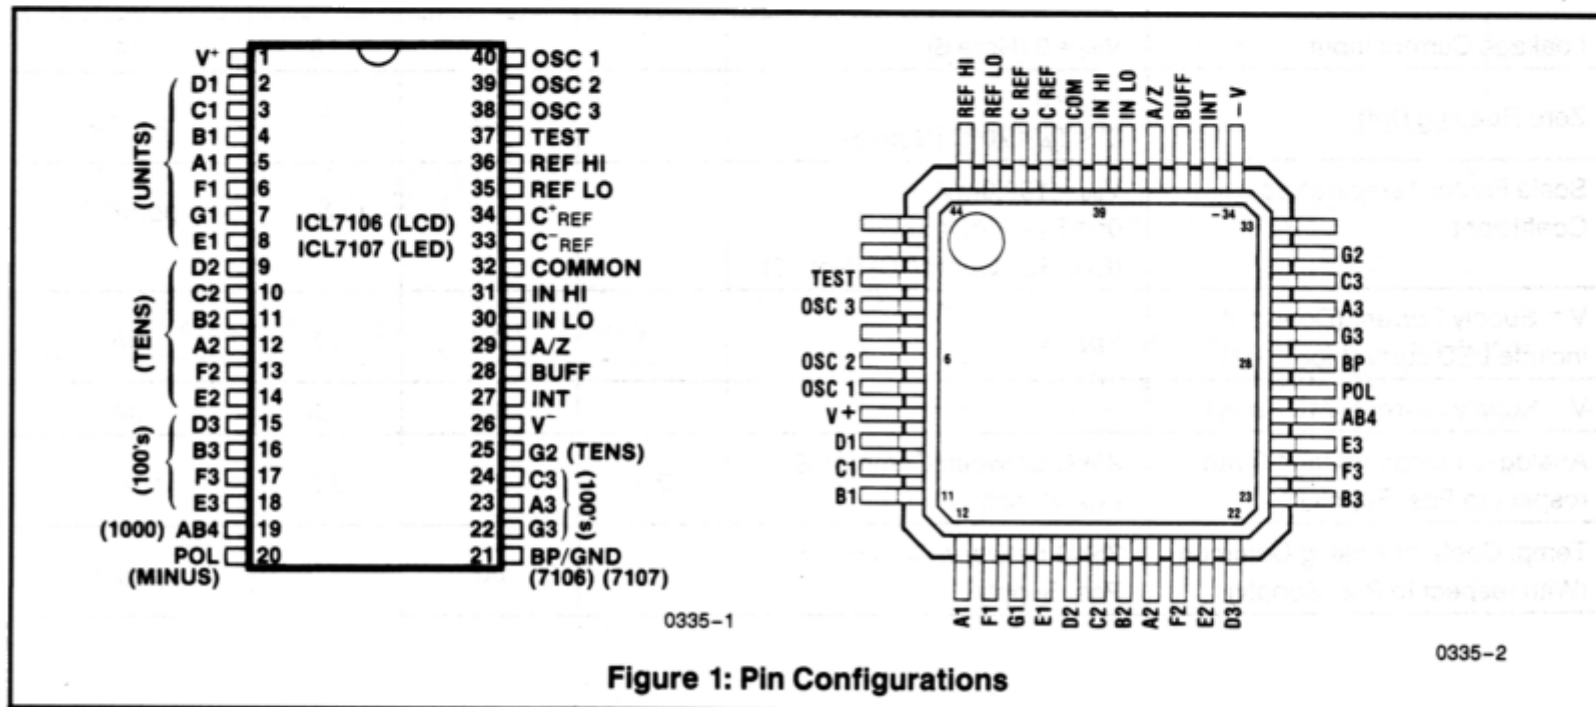 V⁺ 1
D1 2
C1 3
B1 4
A1 5
F1 6
G1 7
E1 8
(UNITS)
D2 9
C2 10
B2 11
A2 12
F2 13
E2 14
(TENS)
D3 15
B3 16
F3 17
E3 18
(100's)
(1000) AB4 19
POL 20
(MINUS)
ICL7106 (LCD)
ICL7107 (LED)
40 OSC 1
39 OSC 2
38 OSC 3
37 TEST
36 REF HI
35 REF LO
34 C⁺REF
33 C⁻REF
32 COMMON
31 IN HI
30 IN LO
29 A/Z
28 BUFF
27 INT
26 V⁻
25 G2 (TENS)
24 C3
23 A3
22 G3
(100's)
21 BP/GND
(7106) (7107)
0335-1
REF HI
REF LO
C REF
C REF
COM
IN HI
IN LO
A/Z
BUFF
INT
-V
44
39
-34
33
TEST
OSC 3
OSC 2
6
OSC 1
V+
D1
C1
B1
11
12
G2
C3
A3
G3
BP
28
POL
AB4
E3
F3
B3
23
22
A1
F1
G1
E1
D2
C2
B2
A2
F2
E2
D3
0335-2
Figure 1: Pin Configurations